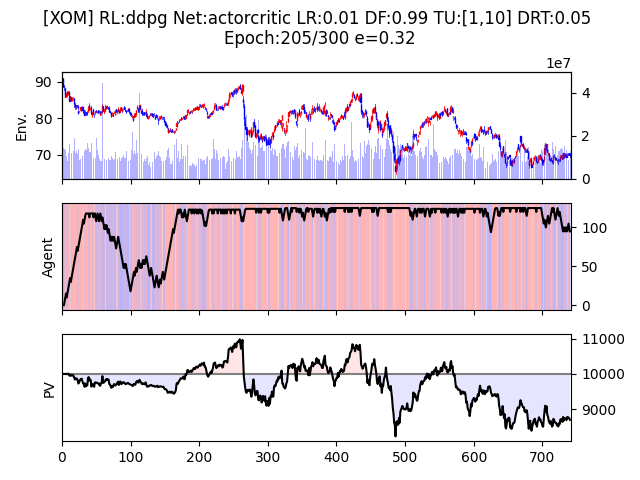 [XOM] RL:ddpg Net:actorcritic LR:0.01 DF:0.99 TU:[1,10] DRT:0.05
Epoch:205/300 e=0.32
1e7
90
80
70
Env.
4
2
0
Agent
100
50
0
PV
11000
10000
9000
0 100 200 300 400 500 600 700